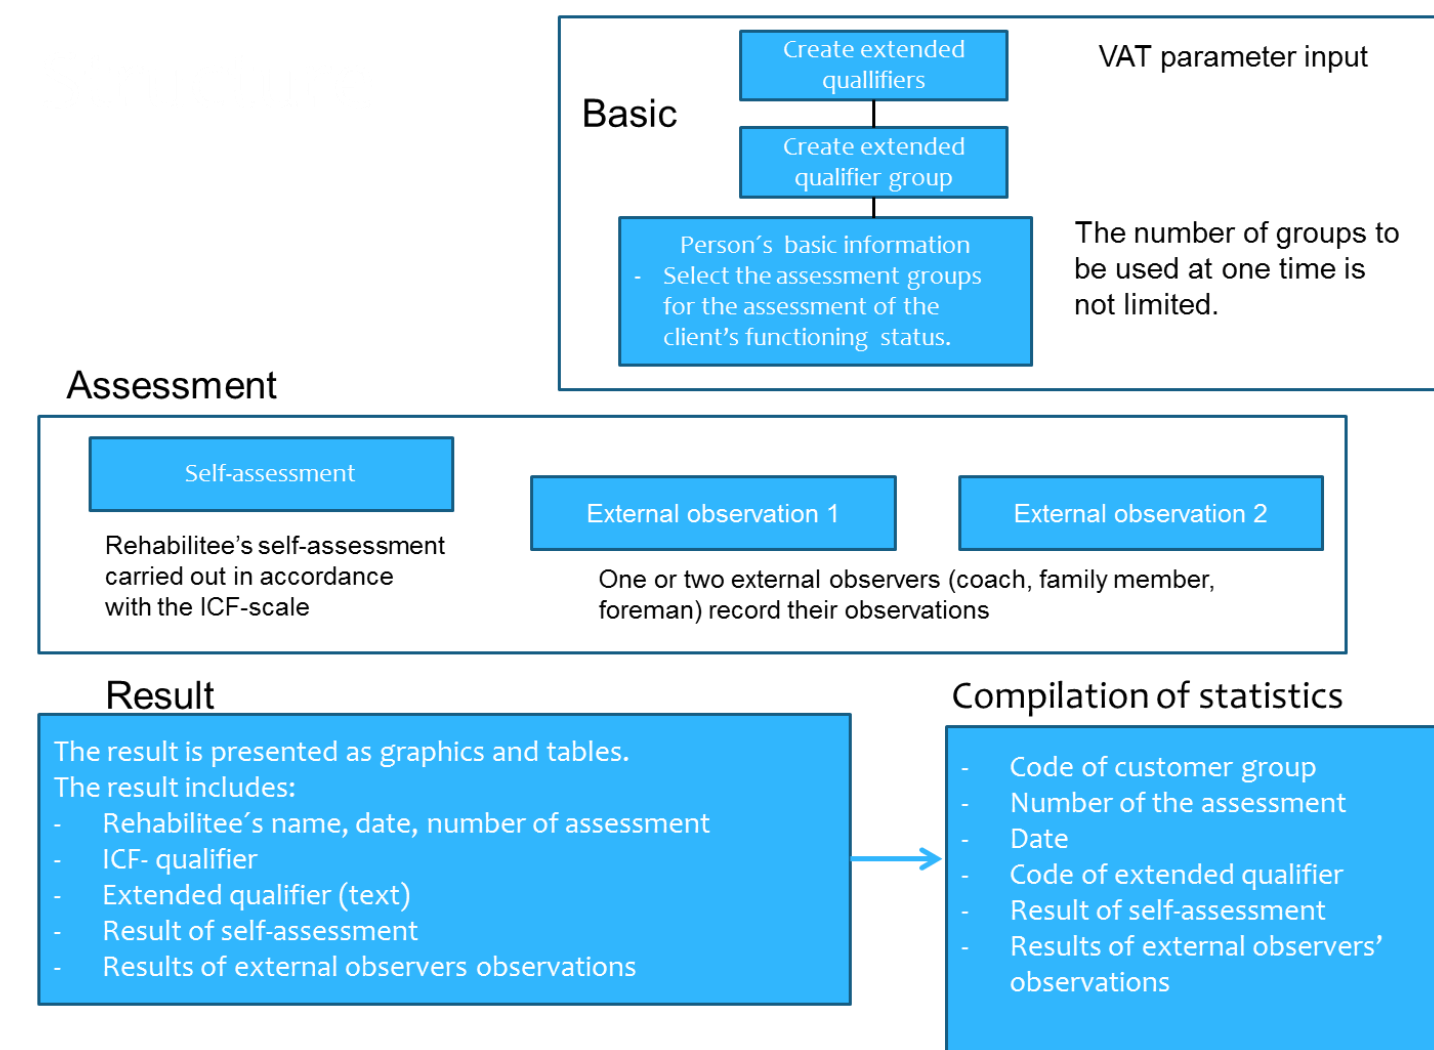 Create extended
quallifiers
VAT parameter input
Basic
Create extended
qualifier group
Person´s basic information
- Select the assessment groups
for the assessment of the
client’s functioning status.
The number of groups to
be used at one time is
not limited.
Assessment
Self-assessment
External observation 1
External observation 2
Rehabilitee’s self-assessment
carried out in accordance
with the ICF-scale
One or two external observers (coach, family member,
foreman) record their observations
Result
The result is presented as graphics and tables.
The result includes:
- Rehabilitee´s name, date, number of assessment
- ICF- qualifier
- Extended qualifier (text)
- Result of self-assessment
- Results of external observers observations
Compilation of statistics
- Code of customer group
- Number of the assessment
- Date
- Code of extended qualifier
- Result of self-assessment
- Results of external observers’
observations